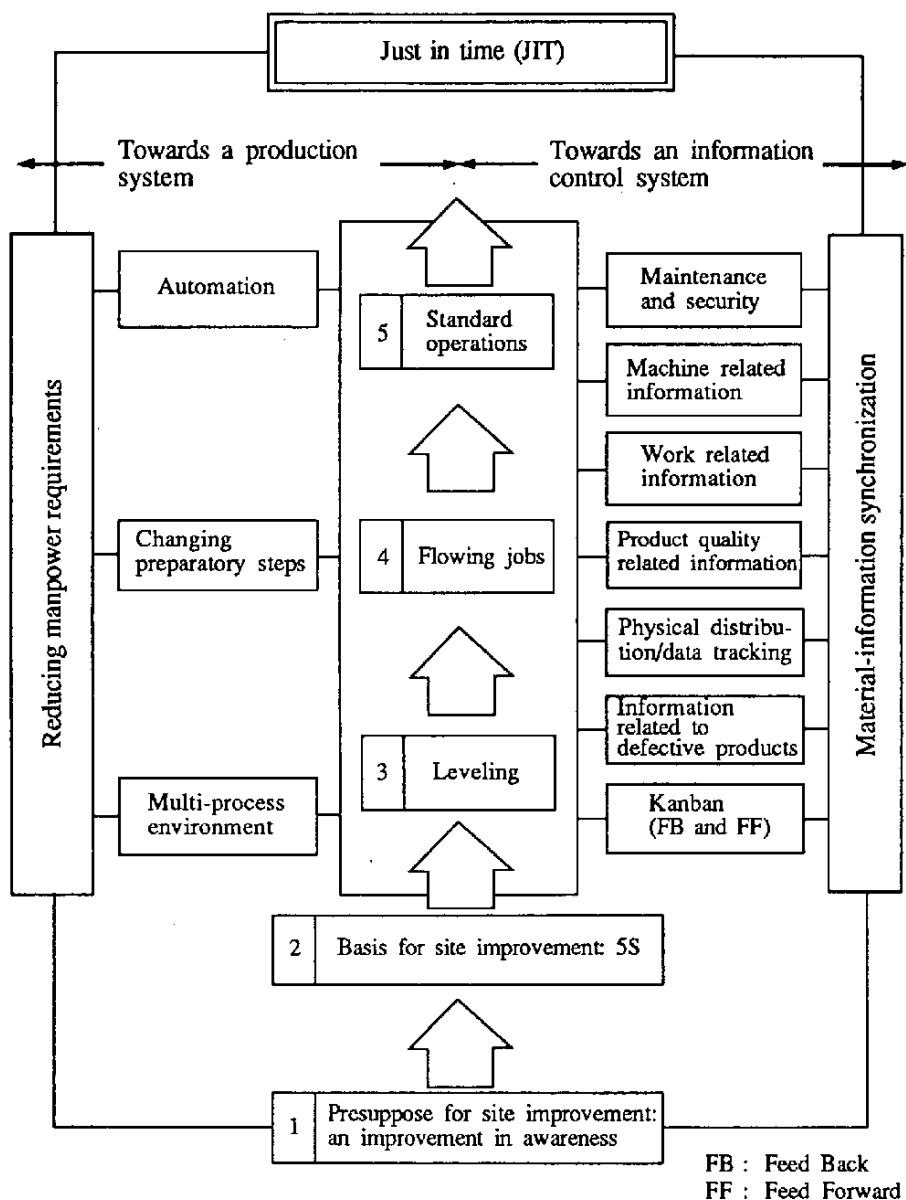 Just in time (JIT)
Towards a production
system
Towards an information
control system
Reducing manpower requirements
Automation
Changing
preparatory steps
Multi-process
environment
5
Standard
operations
4
Flowing jobs
3
Leveling
Maintenance
and security
Machine related
information
Work related
information
Product quality
related information
Physical distribu-
tion/data tracking
Information
related to
defective products
Kanban
(FB and FF)
Material-information synchronization
2
Basis for site improvement: 5S
1
Presuppose for site improvement:
an improvement in awareness
FB : Feed Back
FF : Feed Forward